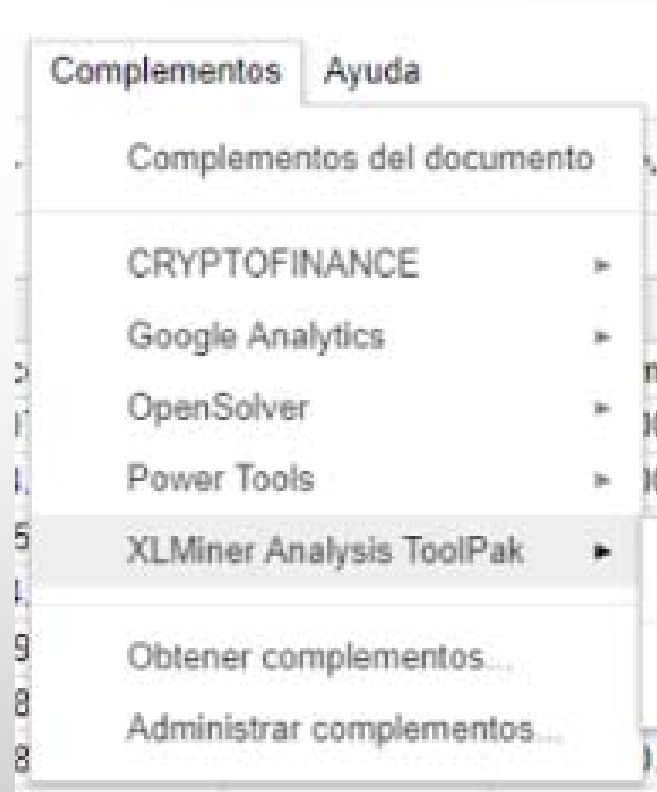 Complementos Ayuda
Complementos del documento
CRYPTOFINANCE
Google Analytics
OpenSolver
Power Tools
XLMiner Analysis ToolPak
Obtener complementos...
Administrar complementos...